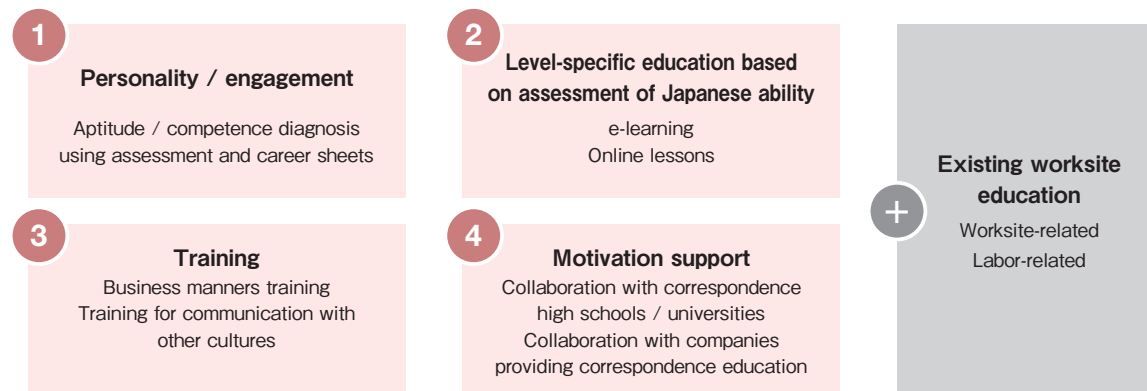 1
Personality / engagement
Aptitude / competence diagnosis
using assessment and career sheets
2
Level-specific education based
on assessment of Japanese ability
e-learning
Online lessons
3
Training
Business manners training
Training for communication with
other cultures
4
Motivation support
Collaboration with correspondence
high schools / universities
Collaboration with companies
providing correspondence education
+
Existing worksite
education
Worksite-related
Labor-related